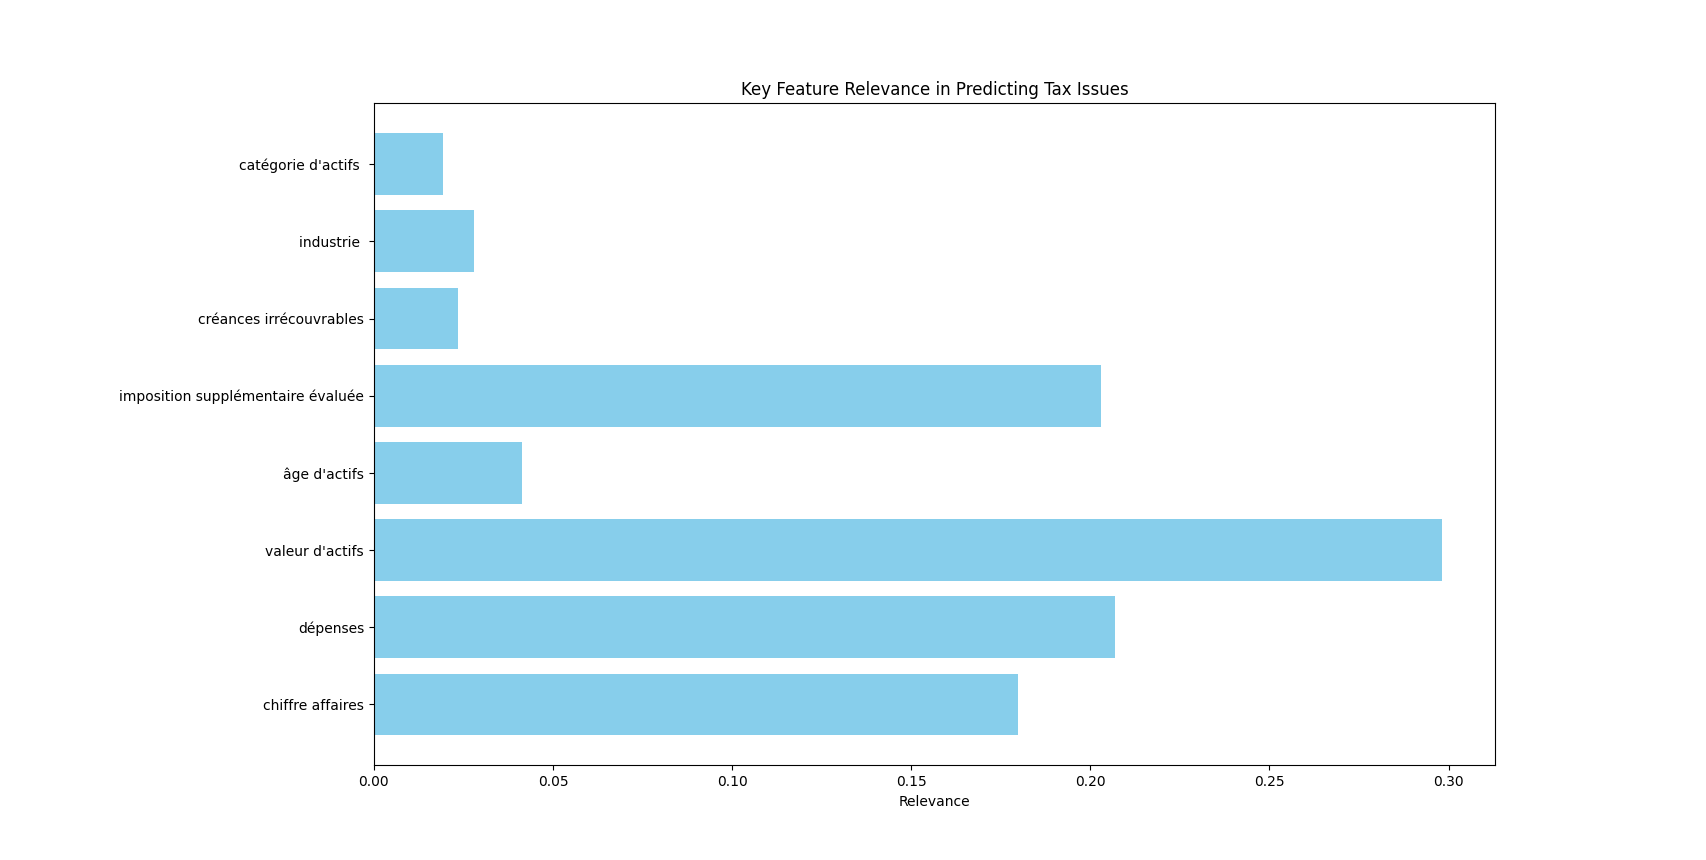 Key Feature Relevance in Predicting Tax Issues
catégorie d'actifs
industrie
créances irrécouvrables
imposition supplémentaire évaluée
âge d'actifs
valeur d'actifs
dépenses
chiffre affaires
0.00 0.05 0.10 0.15 0.20 0.25 0.30
Relevance